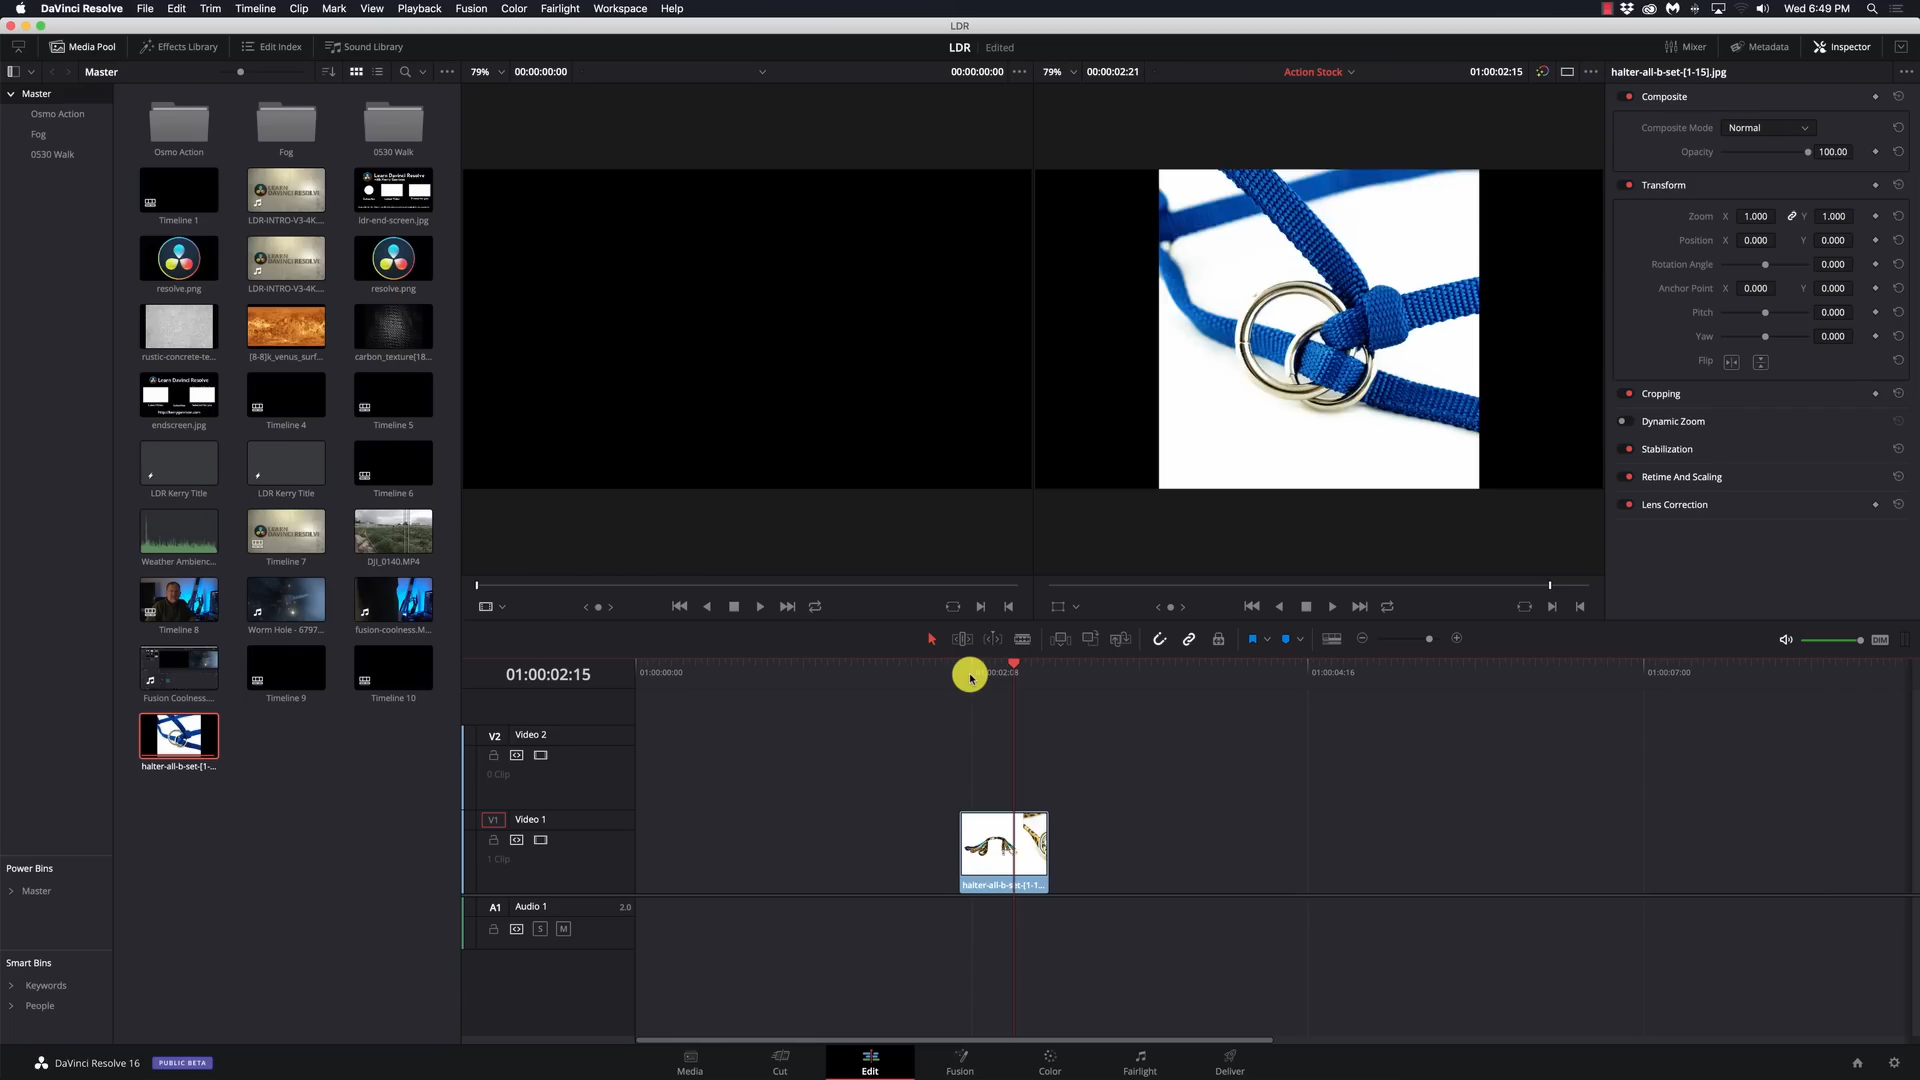 DaVinci Resolve File Edit Trim Timeline Clip Mark View Playback Fusion Color Fairlight Workspace Help Wed 6:49 PM
LDR
Media Pool Effects Library Edit Index Sound Library LDR Edited Mixer Metadata Inspector
Master 79% 00:00:00:00 00:00:00:00 79% 00:00:02:21 Action Stock 01:00:02:15 halter-all-b-set-[1-15].jpg
Master
Osmo Action
Fog
0530 Walk
Osmo Action Fog 0530 Walk
Timeline 1 LDR-INTRO-V3-4K.... ldr-end-screen.jpg
resolve.png LDR-INTRO-V3-4K.... resolve.png
rustic-concrete-te... [8-8]k_venus_surf... carbon_texture[18...
endscreen.jpg Timeline 4 Timeline 5
LDR Kerry Title LDR Kerry Title Timeline 6
Weather Ambienc... Timeline 7 DJI_0140.MP4
Timeline 8 Worm Hole - 6797... fusion-coolness.M...
Fusion Coolness.... Timeline 9 Timeline 10
halter-all-b-set-[1-...
Composite
Composite Mode Normal
Opacity 100.00
Transform
Zoom X 1.000 Y 1.000
Position X 0.000 Y 0.000
Rotation Angle 0.000
Anchor Point X 0.000 Y 0.000
Pitch 0.000
Yaw 0.000
Flip
Cropping
Dynamic Zoom
Stabilization
Retime And Scaling
Lens Correction
DIM
01:00:02:15 01:00:00:00 01:00:04:16 01:00:07:00
V2 Video 2
0 Clip
V1 Video 1
1 Clip
halter-all-b-set-[1-1...
A1 Audio 1 2.0
S M
Power Bins
Master
Smart Bins
Keywords
People
DaVinci Resolve 16 PUBLIC BETA
Media Cut Edit Fusion Color Fairlight Deliver